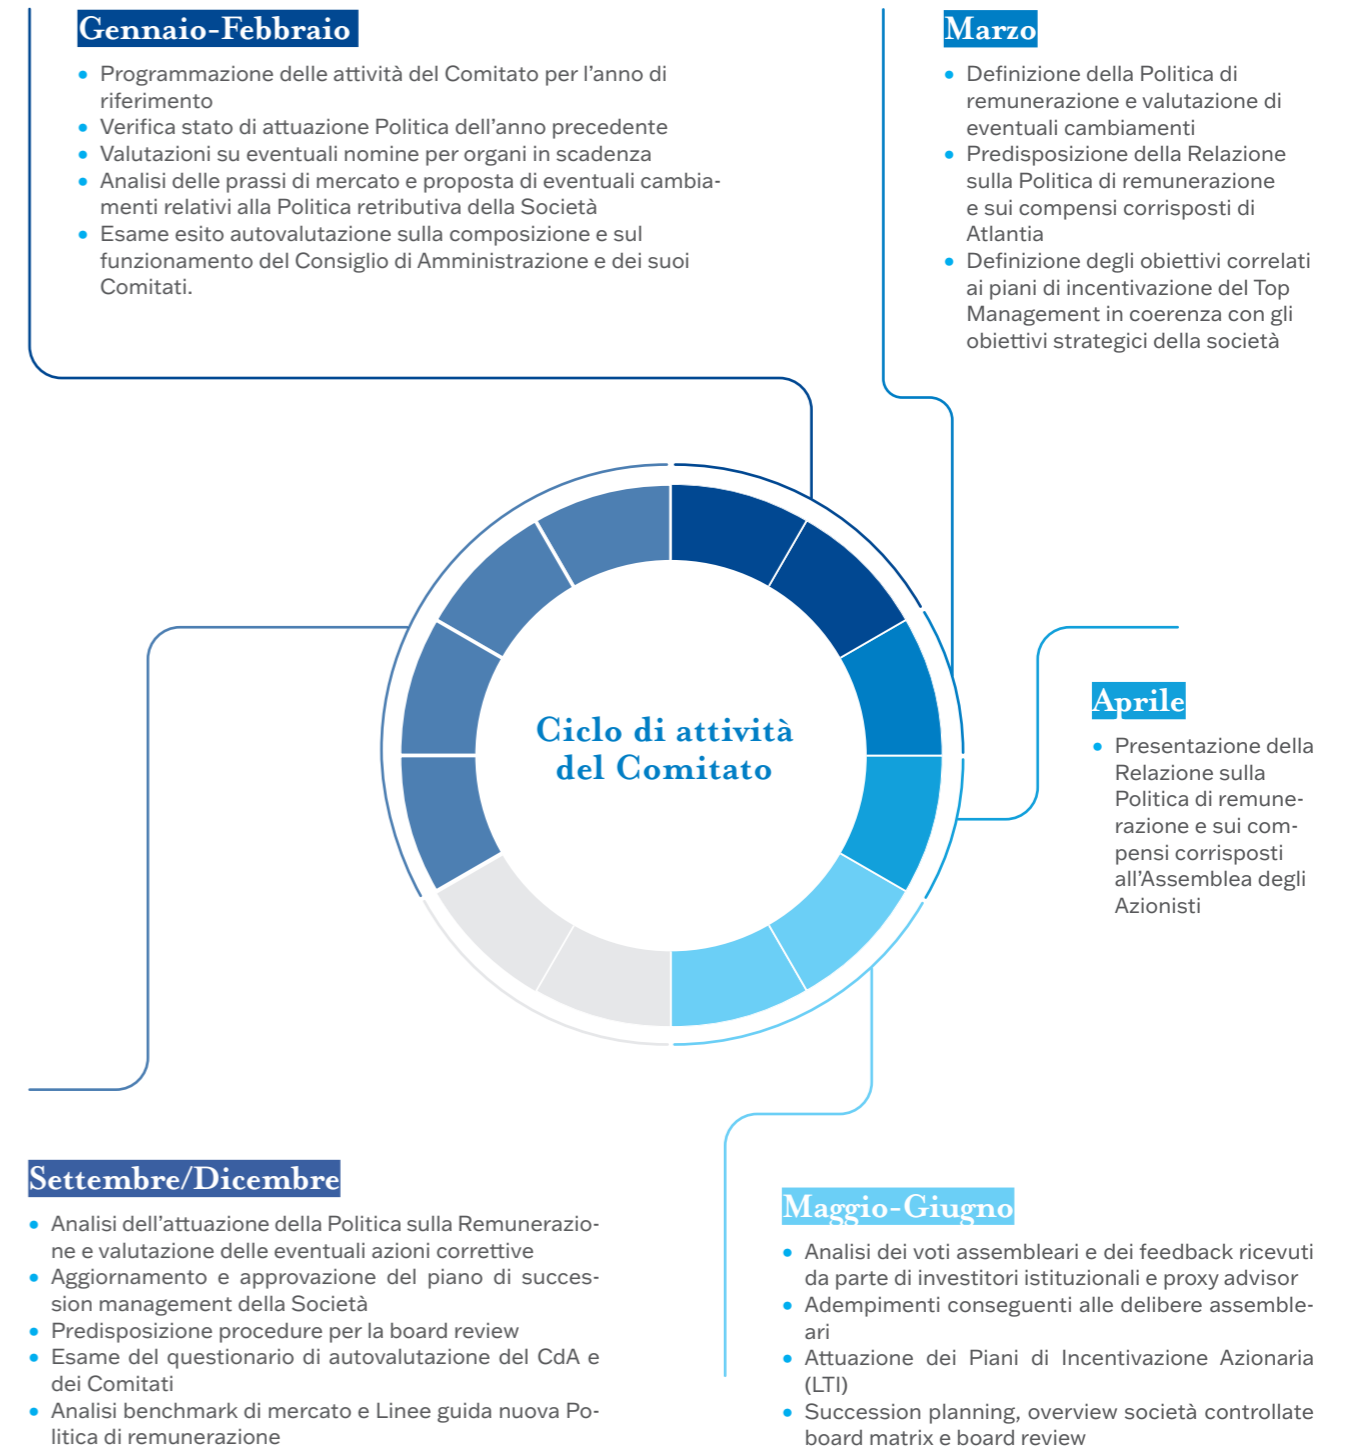 Gennaio-Febbraio
• Programmazione delle attività del Comitato per l'anno di
riferimento
• Verifica stato di attuazione Politica dell'anno precedente
• Valutazioni su eventuali nomine per organi in scadenza
• Analisi delle prassi di mercato e proposta di eventuali cambia-
menti relativi alla Politica retributiva della Società
• Esame esito autovalutazione sulla composizione e sul
funzionamento del Consiglio di Amministrazione e dei suoi
Comitati.
Marzo
• Definizione della Politica di
remunerazione e valutazione di
eventuali cambiamenti
• Predisposizione della Relazione
sulla Politica di remunerazione
e sui compensi corrisposti di
Atlantia
• Definizione degli obiettivi correlati
ai piani di incentivazione del Top
Management in coerenza con gli
obiettivi strategici della società
Ciclo di attività
del Comitato
Aprile
• Presentazione della
Relazione sulla
Politica di remune-
razione e sui com-
pensi corrisposti
all'Assemblea degli
Azionisti
Settembre/Dicembre
• Analisi dell'attuazione della Politica sulla Remunerazio-
ne e valutazione delle eventuali azioni correttive
• Aggiornamento e approvazione del piano di succes-
sion management della Società
• Predisposizione procedure per la board review
• Esame del questionario di autovalutazione del CdA e
dei Comitati
• Analisi benchmark di mercato e Linee guida nuova Po-
litica di remunerazione
Maggio-Giugno
• Analisi dei voti assembleari e dei feedback ricevuti
da parte di investitori istituzionali e proxy advisor
• Adempimenti conseguenti alle delibere assemble-
ari
• Attuazione dei Piani di Incentivazione Azionaria
(LTI)
• Succession planning, overview società controllate
board matrix e board review